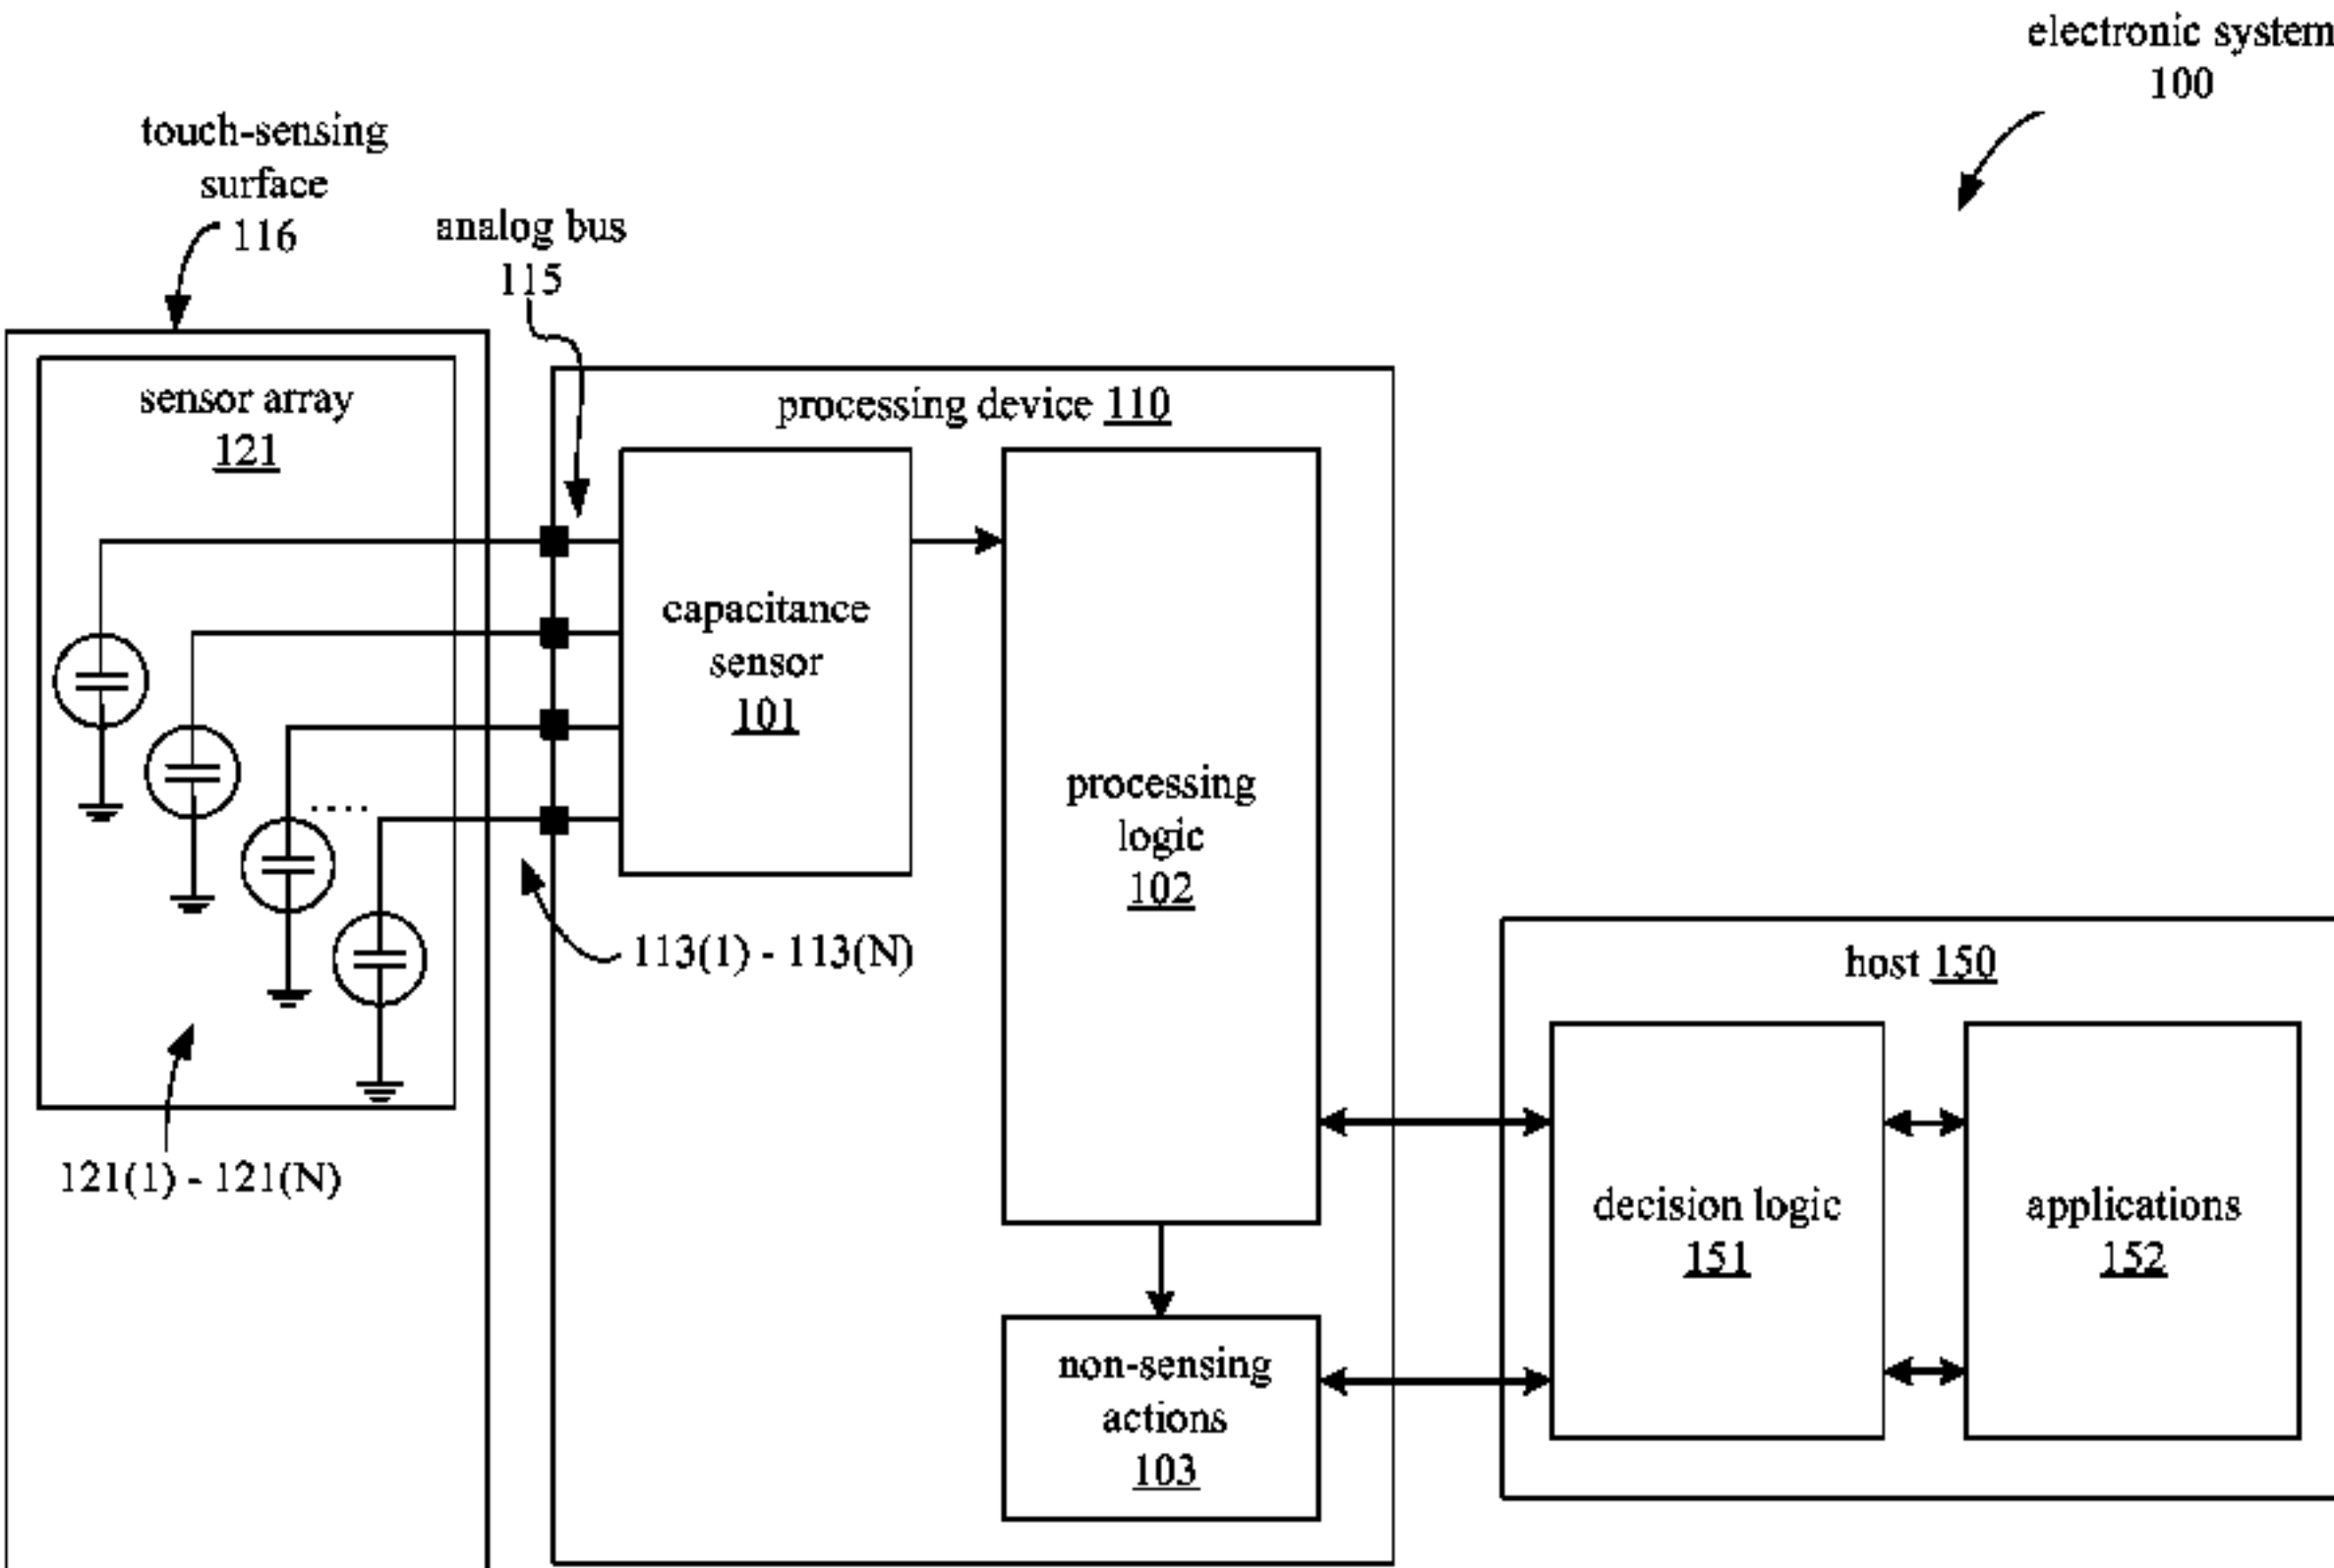 electronic system
100
touch-sensing
surface
116
analog bus
115
sensor array
121
processing device 110
capacitance
sensor
101
processing
logic
102
....
113(1) - 113(N)
121(1) - 121(N)
host 150
decision logic
151
applications
152
non-sensing
actions
103